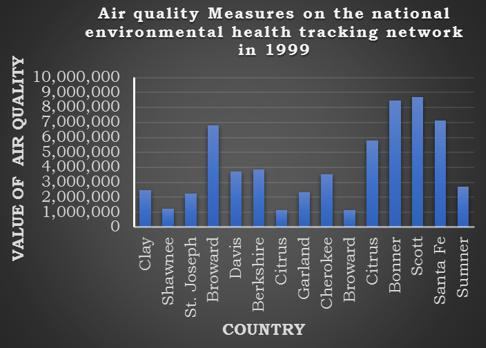 Air quality Measures on the national
environmental health tracking network
in 1999
VALUE OF AIR QUALITY
10,000,000
9,000,000
8,000,000
7,000,000
6,000,000
5,000,000
4,000,000
3,000,000
2,000,000
1,000,000
0
Clay
Shawnee
St. Joseph
Broward
Davis
Berkshire
Citrus
Garland
Cherokee
Broward
Citrus
Bonner
Scott
Santa Fe
Sumner
COUNTRY